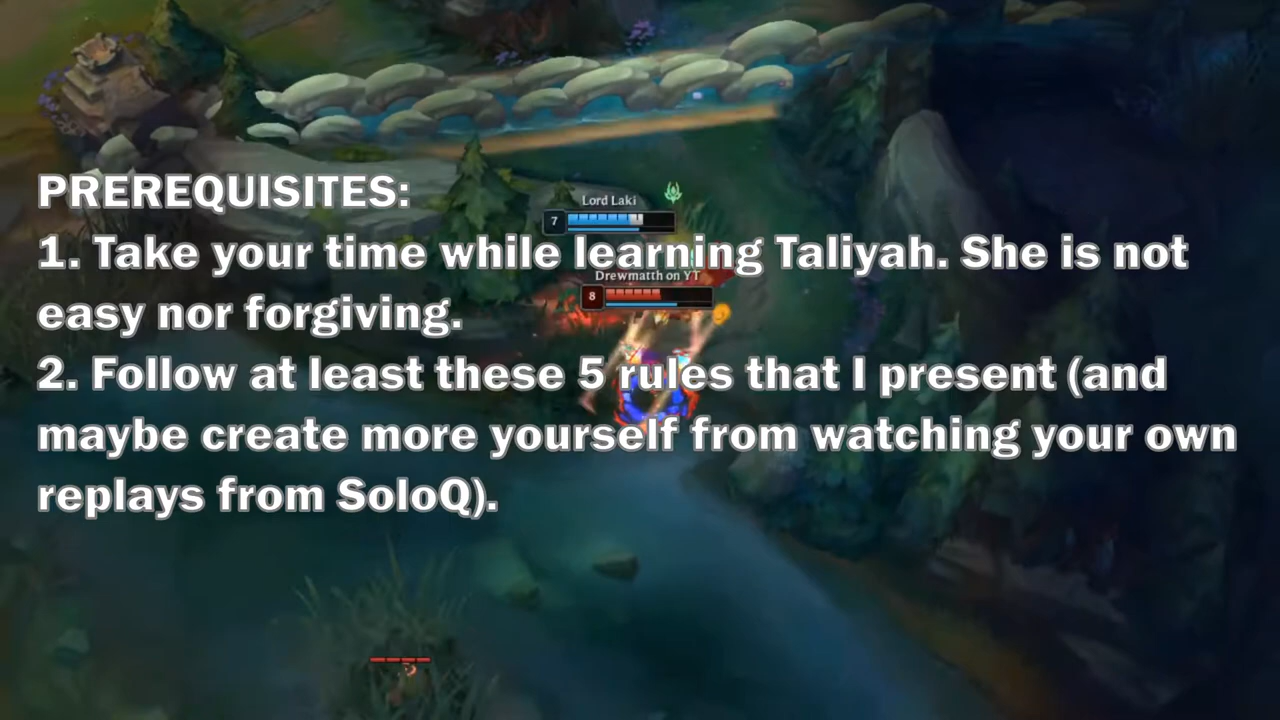 PREREQUISITES:
Lord Laki
7
1. Take your time while learning Taliyah. She is not
Drewmatth on YT
8
easy nor forgiving.
2. Follow at least these 5 rules that I present (and
maybe create more yourself from watching your own
replays from SoloQ).